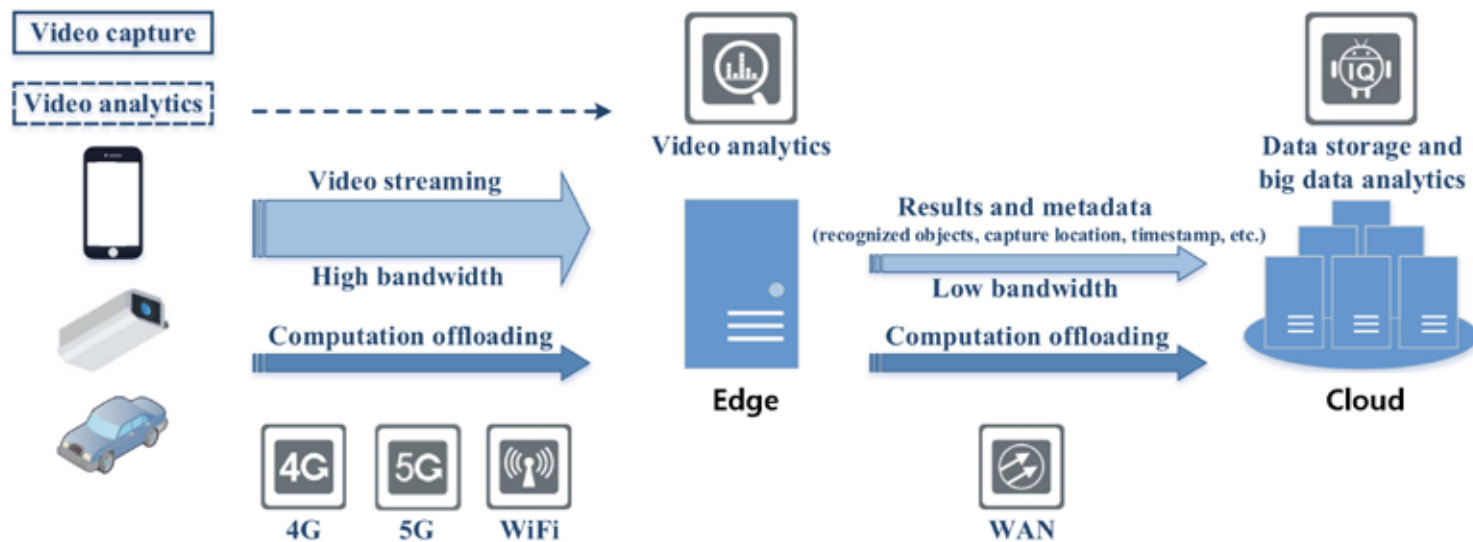 Video capture
Video analytics
Video streaming
High bandwidth
Computation offloading
4G
5G
4G
5G
WiFi
Video analytics
Edge
Results and metadata
(recognized objects, capture location, timestamp, etc.)
Low bandwidth
Computation offloading
WAN
IQ
Data storage and
big data analytics
Cloud